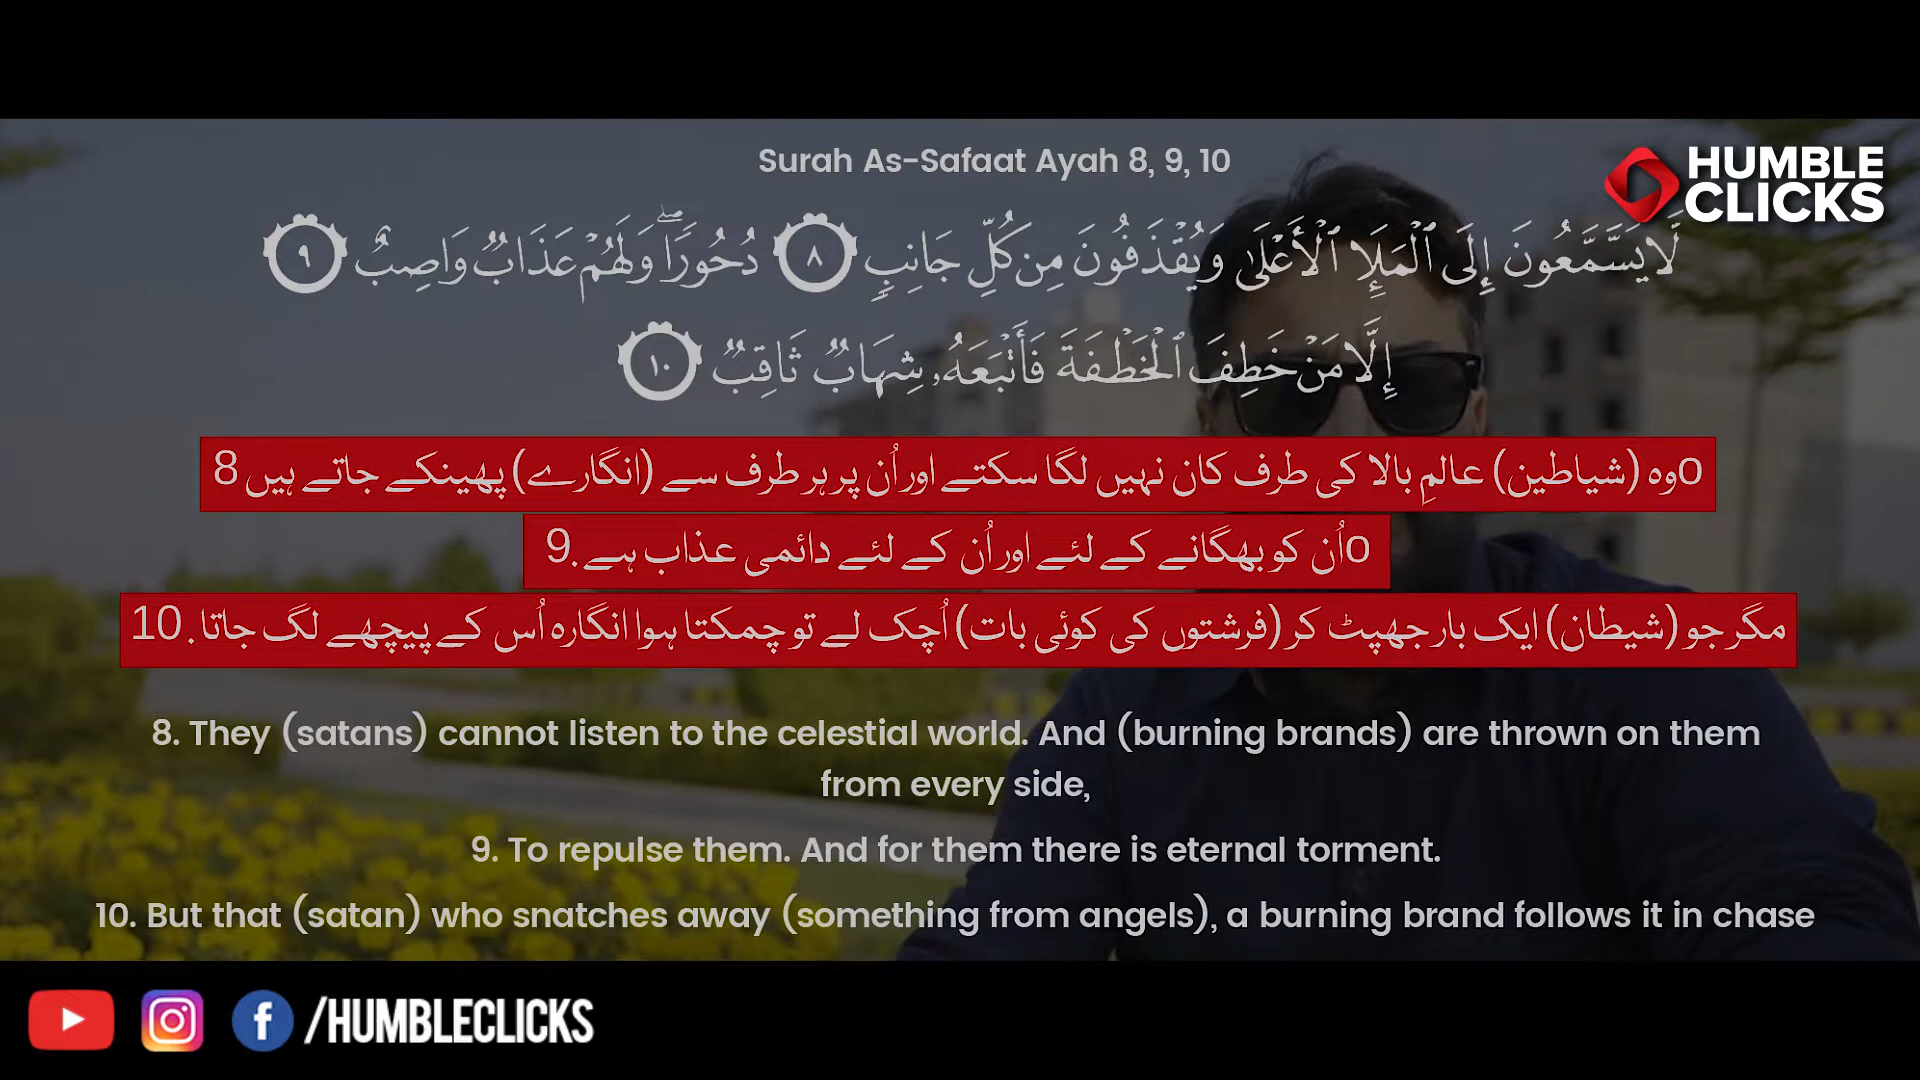 Surah As-Safaat Ayah 8, 9, 10
HUMBLE
CLICKS
لَّا يَسَّمَّعُونَ إِلَى ٱلْمَلَإِ ٱلْأَعْلَىٰ وَيُقْذَفُونَ مِن كُلِّ جَانِبٍ ٨ دُحُورًا ۖ وَلَهُمْ عَذَابٌ وَاصِبٌ ٩
إِلَّا مَنْ خَطِفَ ٱلْخَطْفَةَ فَأَتْبَعَهُۥ شِهَابٌ ثَاقِبٌ ١٠
oوہ (شیاطین) عالمِ بالا کی طرف کان نہیں لگا سکتے اور اُن پر ہر طرف سے (انگارے) پھینکے جاتے ہیں 8
oاُن کو بھگانے کے لئے اور اُن کے لئے دائمی عذاب ہے .9
مگر جو (شیطان) ایک بار جھپٹ کر (فرشتوں کی کوئی بات) اُچک لے تو چمکتا ہوا انگارہ اُس کے پیچھے لگ جاتا .10
8. They (satans) cannot listen to the celestial world. And (burning brands) are thrown on them
from every side,
9. To repulse them. And for them there is eternal torment.
10. But that (satan) who snatches away (something from angels), a burning brand follows it in chase
/HUMBLECLICKS